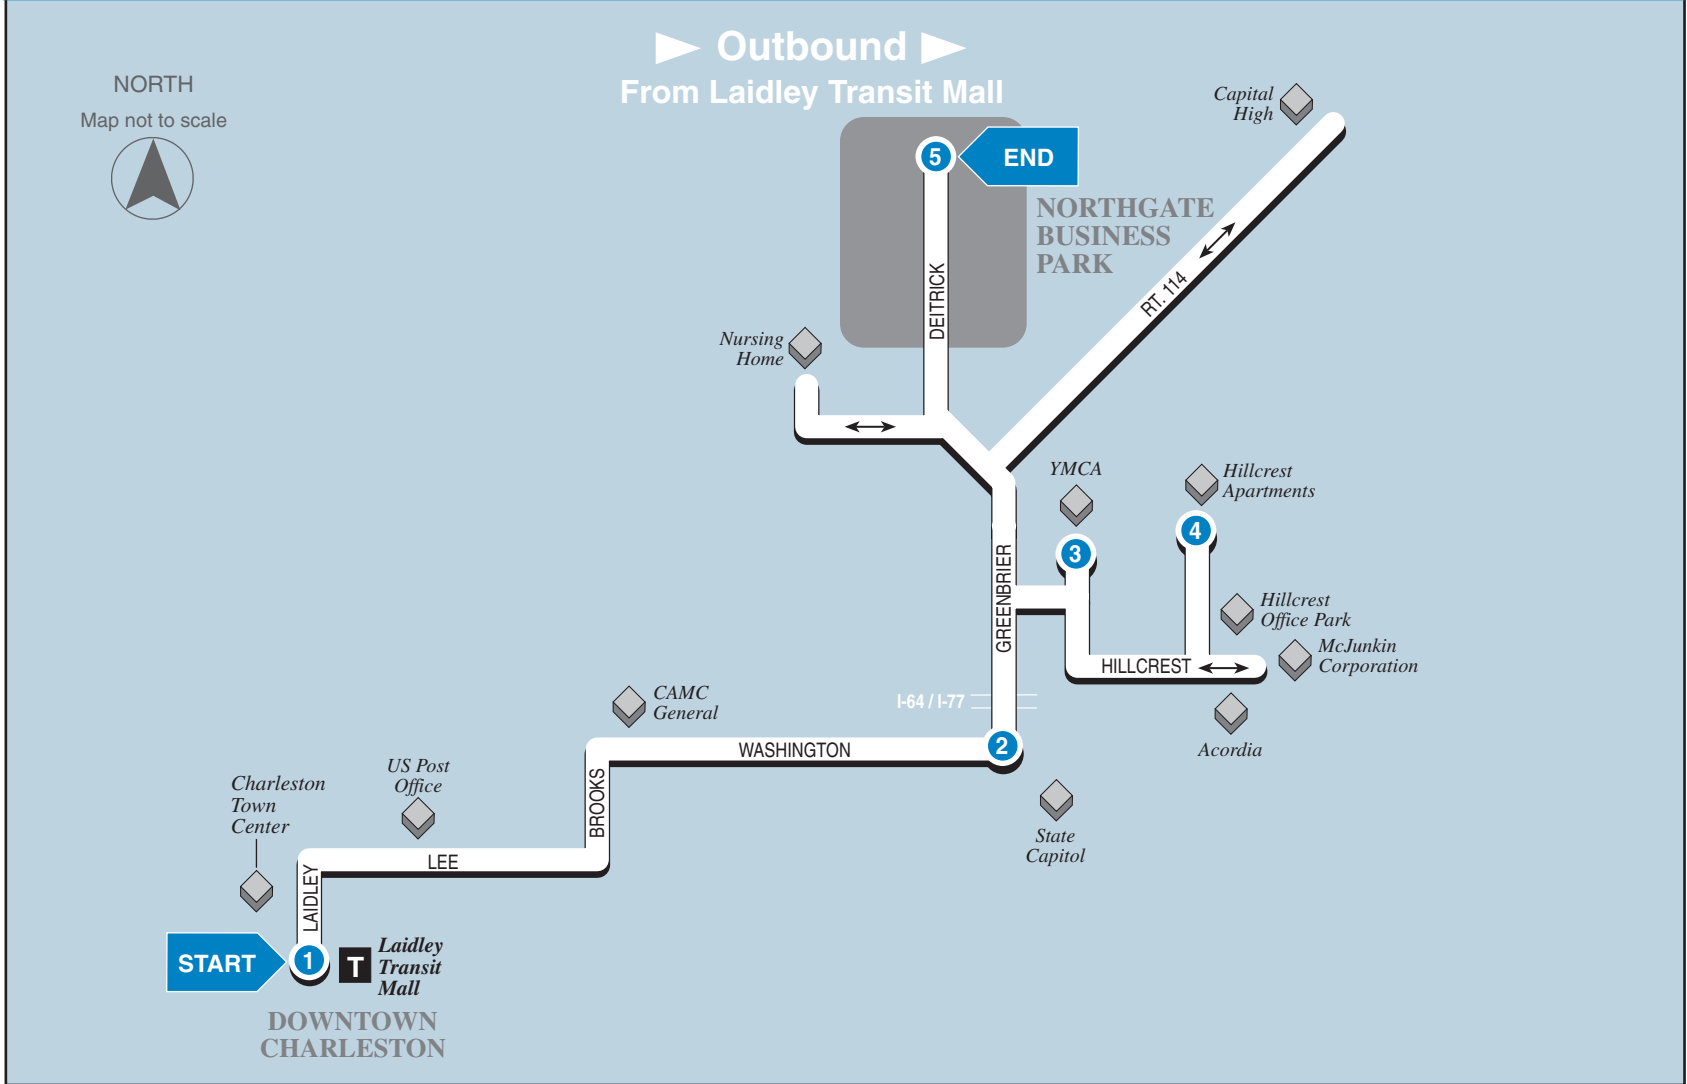 Outbound
From Laidley Transit Mall
NORTH
Map not to scale
Capital
High
5
END
NORTHGATE
BUSINESS
PARK
DEITRICK
RT. 114
Nursing
Home
YMCA
Hillcrest
Apartments
4
3
GREENBRIER
Hillcrest
Office Park
McJunkin
Corporation
HILLCREST
Acordia
I-64 / I-77
CAMC
General
WASHINGTON
2
State
Capitol
BROOKS
US Post
Office
Charleston
Town
Center
LEE
LAIDLEY
START
1
T
Laidley
Transit
Mall
DOWNTOWN
CHARLESTON